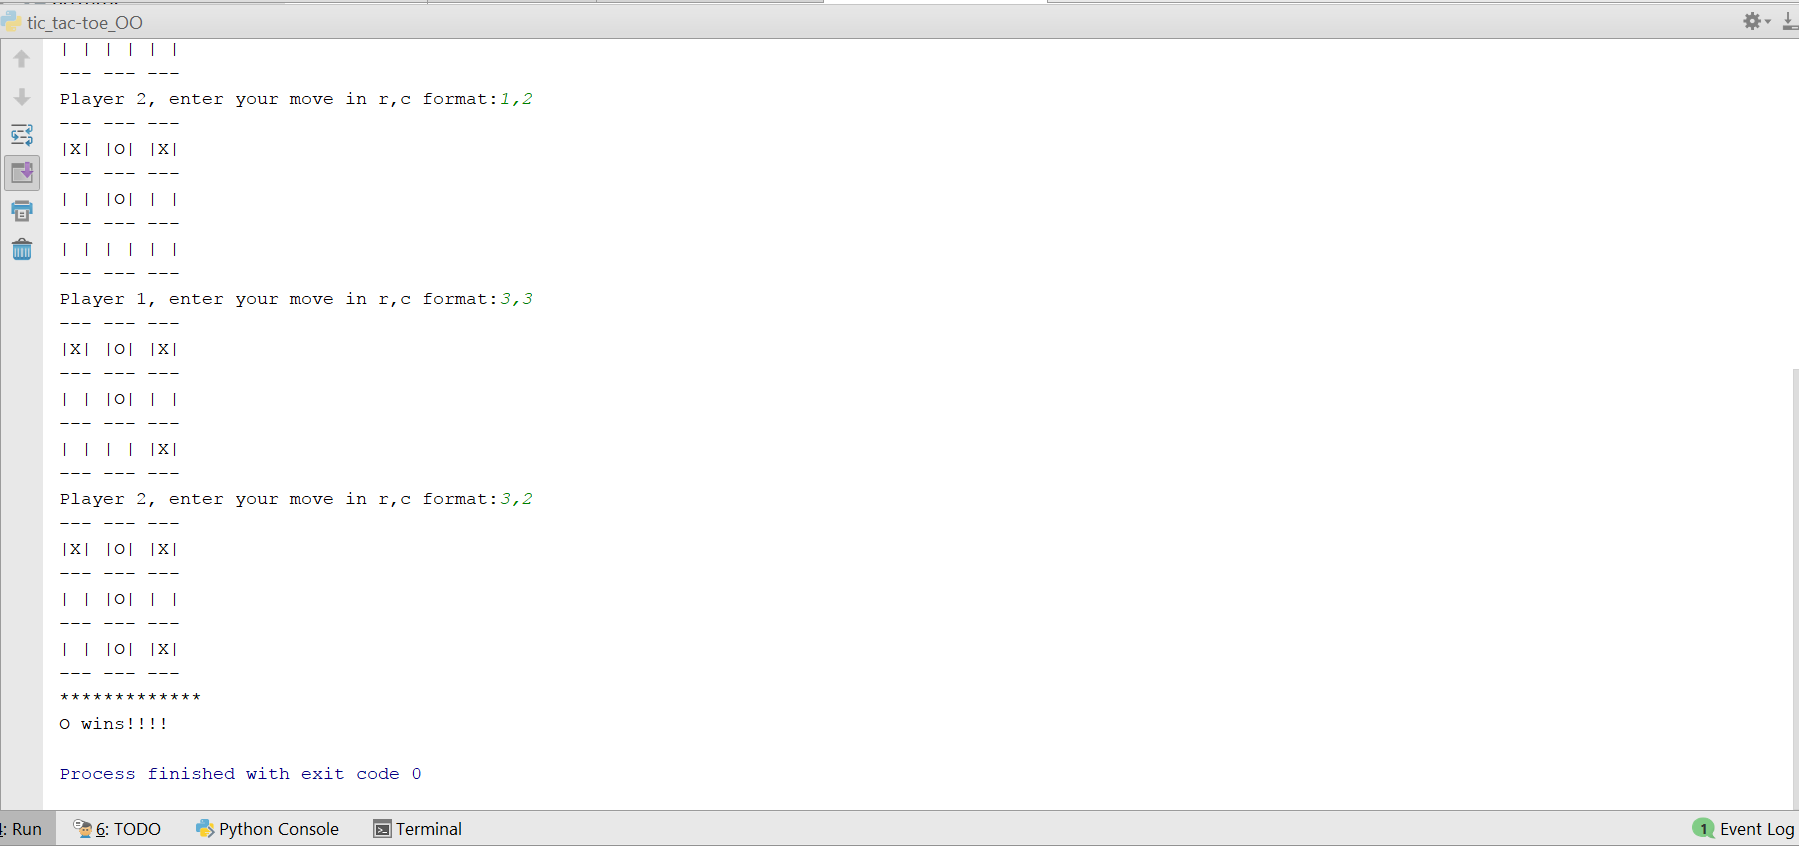 tic_tac-toe_OO
| | | | | |
--- --- ---
Player 2, enter your move in r,c format:1,2
--- --- ---
|X| |O| |X|
--- --- ---
| | |O| | |
--- --- ---
| | | | | |
--- --- ---
Player 1, enter your move in r,c format:3,3
--- --- ---
|X| |O| |X|
--- --- ---
| | |O| | |
--- --- ---
| | | | |X|
--- --- ---
Player 2, enter your move in r,c format:3,2
--- --- ---
|X| |O| |X|
--- --- ---
| | |O| | |
--- --- ---
| | |O| |X|
--- --- ---
*************
O wins!!!!
Process finished with exit code 0
: Run 6: TODO Python Console Terminal 1 Event Log